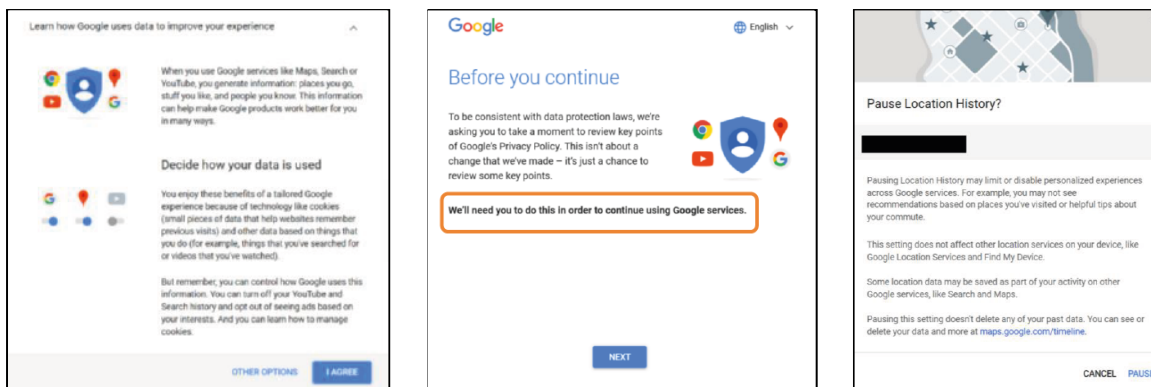 Learn how Google uses data to improve your experience
When you use Google services like Maps, Search or
YouTube, you generate information: places you go,
stuff you like, and people you know. This information
can help make Google products work better for you
in many ways.
Decide how your data is used
You enjoy these benefits of a tailored Google
experience because of technology like cookies
(small pieces of data that help websites remember
previous visits) and other data based on things that
you do (for example, things that you've searched for
or videos that you've watched).
But remember, you can control how Google uses this
information. You can turn off your YouTube and
Search history and opt out of seeing ads based on
your interests. And you can learn how to manage
cookies.
OTHER OPTIONS I AGREE
Google English
Before you continue
To be consistent with data protection laws, we're
asking you to take a moment to review key points
of Google's Privacy Policy. This isn't about a
change that we've made – it's just a chance to
review some key points.
We'll need you to do this in order to continue using Google services.
NEXT
Pause Location History?
Pausing Location History may limit or disable personalized experiences
across Google services. For example, you may not see
recommendations based on places you've visited or helpful tips about
your commute.
This setting does not affect other location services on your device, like
Google Location Services and Find My Device.
Some location data may be saved as part of your activity on other
Google services, like Search and Maps.
Pausing this setting doesn't delete any of your past data. You can see or
delete your data and more at maps.google.com/timeline.
CANCEL PAUS